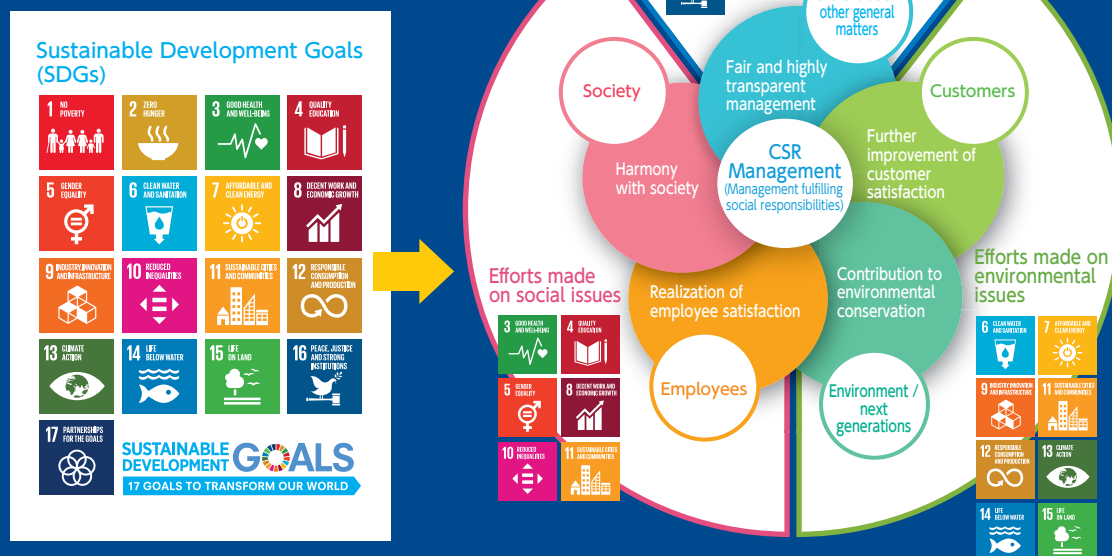 Sustainable Development Goals
(SDGs)
1 NO
POVERTY
2 ZERO
HUNGER
3 GOOD HEALTH
AND WELL-BEING
4 QUALITY
EDUCATION
5 GENDER
EQUALITY
6 CLEAN WATER
AND SANITATION
7 AFFORDABLE AND
CLEAN ENERGY
8 DECENT WORK AND
ECONOMIC GROWTH
9 INDUSTRY, INNOVATION
AND INFRASTRUCTURE
10 REDUCED
INEQUALITIES
11 SUSTAINABLE CITIES
AND COMMUNITIES
12 RESPONSIBLE
CONSUMPTION
AND PRODUCTION
13 CLIMATE
ACTION
14 LIFE
BELOW WATER
15 LIFE
ON LAND
16 PEACE, JUSTICE
AND STRONG
INSTITUTIONS
17 PARTNERSHIPS
FOR THE GOALS
SUSTAINABLE
DEVELOPMENT GOALS
17 GOALS TO TRANSFORM OUR WORLD
other general
matters
Society
Fair and highly
transparent
management
Customers
Harmony
with society
CSR
Management
(Management fulfilling
social responsibilities)
Further
improvement of
customer
satisfaction
Realization of
employee satisfaction
Contribution to
environmental
conservation
Employees
Environment /
next
generations
Efforts made
on social issues
3 GOOD HEALTH
AND WELL-BEING
4 QUALITY
EDUCATION
5 GENDER
EQUALITY
8 DECENT WORK AND
ECONOMIC GROWTH
10 REDUCED
INEQUALITIES
11 SUSTAINABLE CITIES
AND COMMUNITIES
Efforts made on
environmental
issues
6 CLEAN WATER
AND SANITATION
7 AFFORDABLE AND
CLEAN ENERGY
9 INDUSTRY, INNOVATION
AND INFRASTRUCTURE
11 SUSTAINABLE CITIES
AND COMMUNITIES
12 RESPONSIBLE
CONSUMPTION
AND PRODUCTION
13 CLIMATE
ACTION
14 LIFE
BELOW WATER
15 LIFE
ON LAND